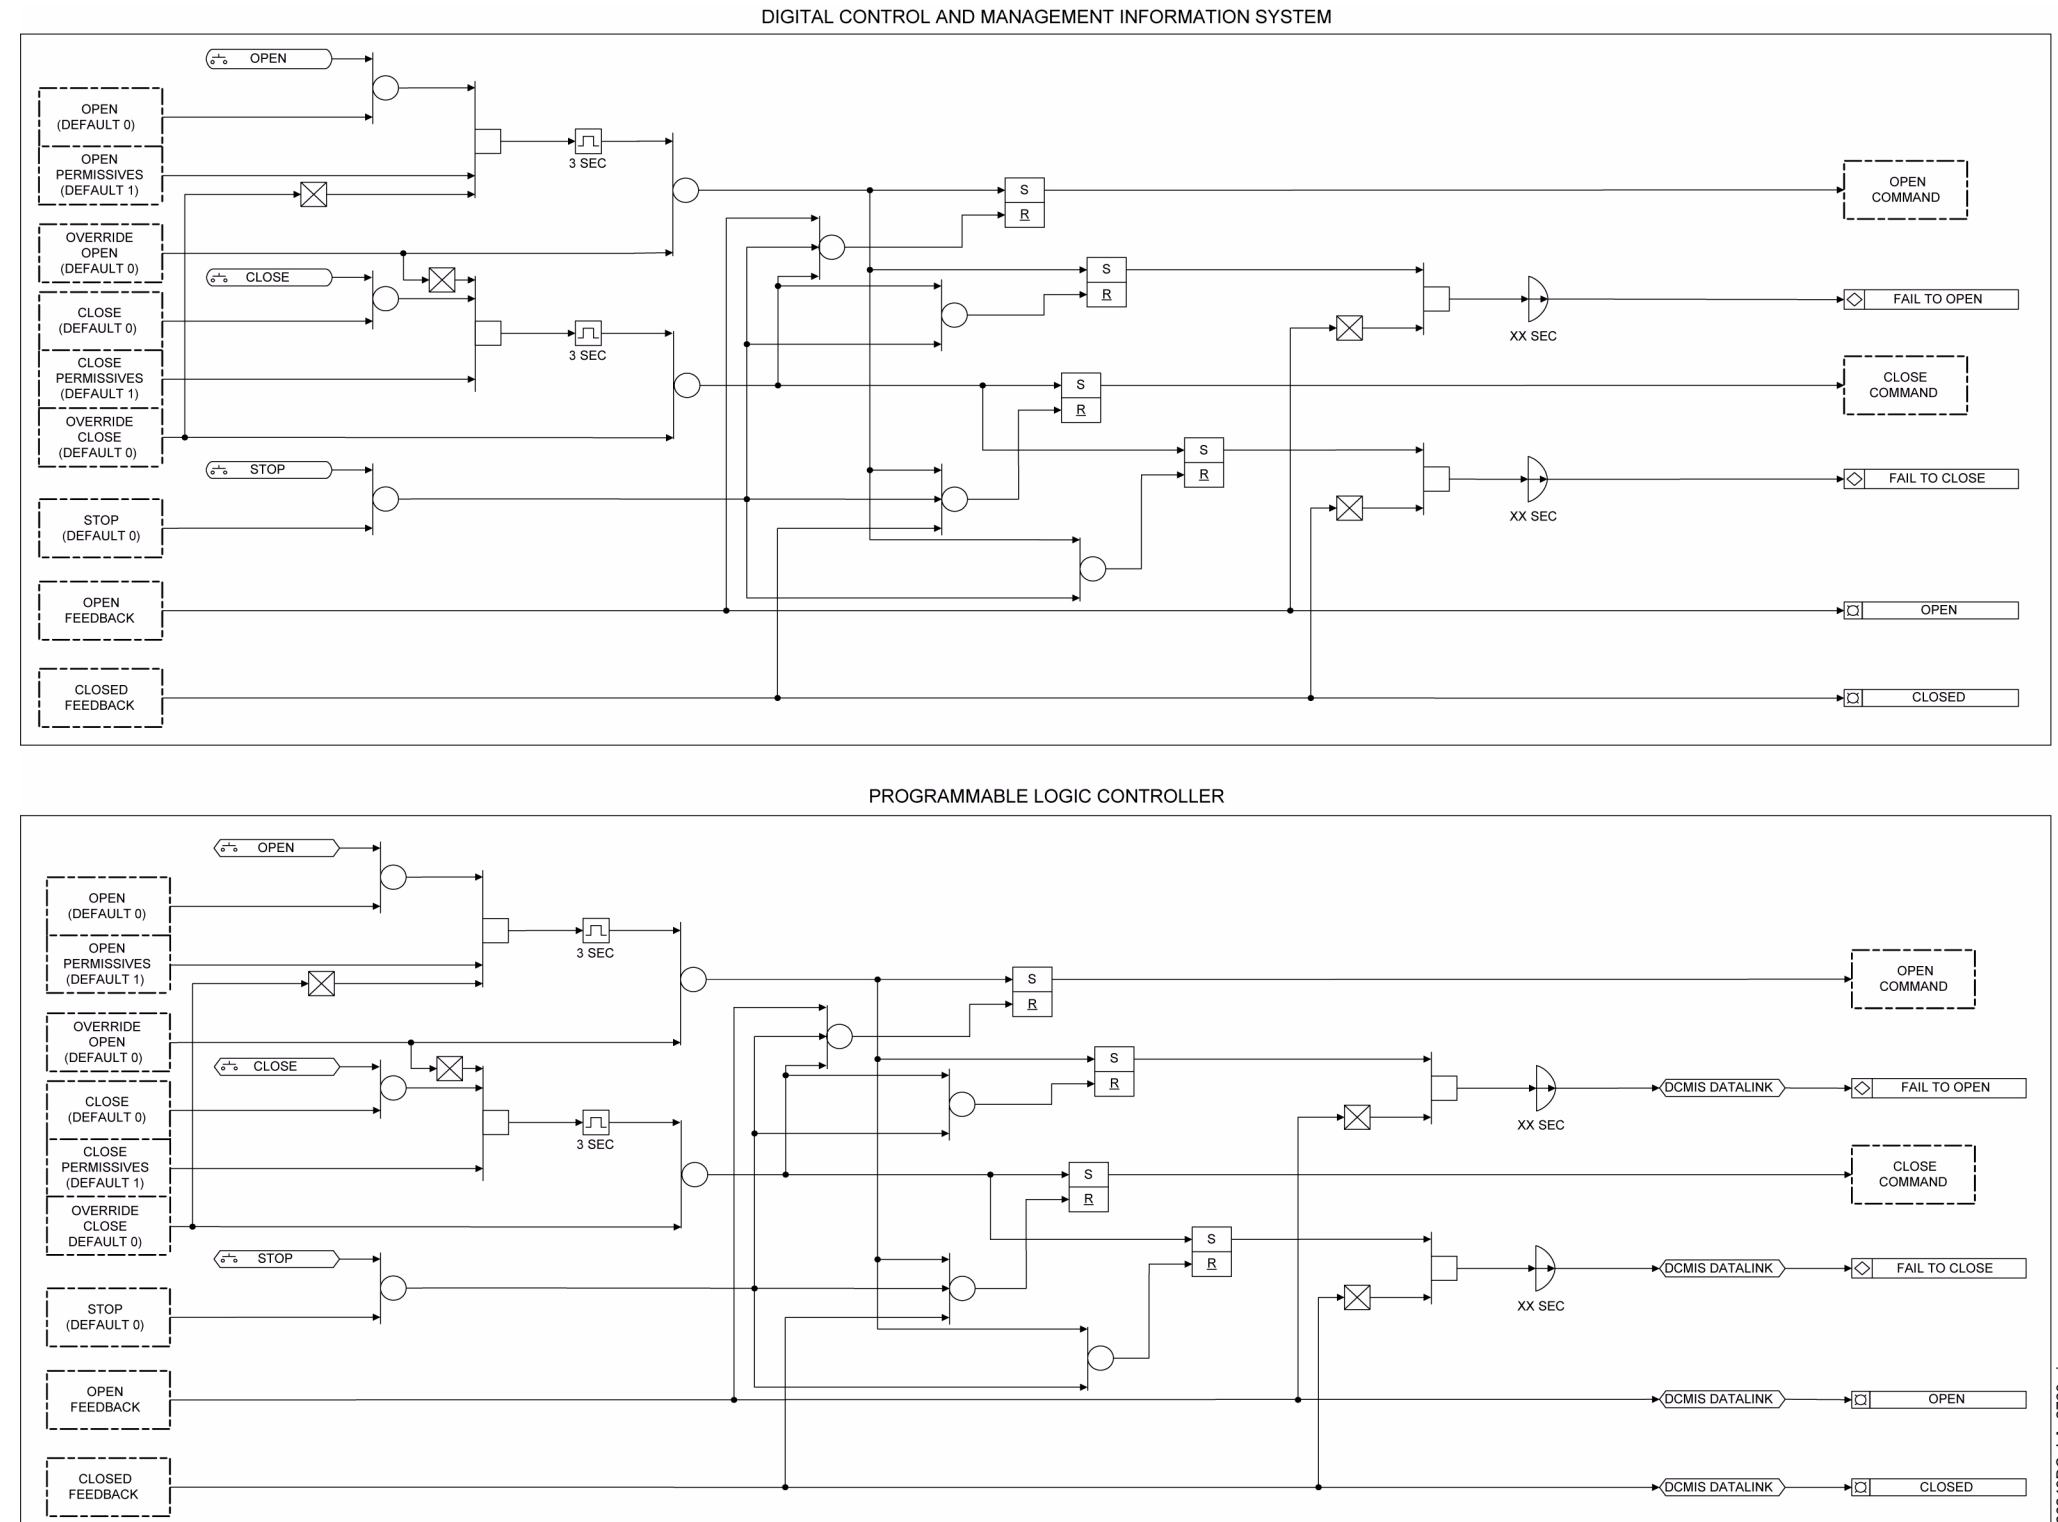 DIGITAL CONTROL AND MANAGEMENT INFORMATION SYSTEM
OPEN
OPEN
(DEFAULT 0)
OPEN
PERMISSIVES
(DEFAULT 1)
3 SEC
OVERRIDE
OPEN
(DEFAULT 0)
CLOSE
CLOSE
(DEFAULT 0)
CLOSE
PERMISSIVES
(DEFAULT 1)
3 SEC
OVERRIDE
CLOSE
(DEFAULT 0)
STOP
STOP
(DEFAULT 0)
OPEN
FEEDBACK
CLOSED
FEEDBACK
S
R
S
R
S
R
S
R
XX SEC
XX SEC
OPEN
COMMAND
FAIL TO OPEN
CLOSE
COMMAND
FAIL TO CLOSE
OPEN
CLOSED
PROGRAMMABLE LOGIC CONTROLLER
OPEN
OPEN
(DEFAULT 0)
OPEN
PERMISSIVES
(DEFAULT 1)
3 SEC
OVERRIDE
OPEN
(DEFAULT 0)
CLOSE
CLOSE
(DEFAULT 0)
CLOSE
PERMISSIVES
(DEFAULT 1)
3 SEC
OVERRIDE
CLOSE
DEFAULT 0)
STOP
STOP
(DEFAULT 0)
OPEN
FEEDBACK
CLOSED
FEEDBACK
S
R
S
R
S
R
S
R
XX SEC
XX SEC
OPEN
COMMAND
DCMIS DATALINK
FAIL TO OPEN
CLOSE
COMMAND
DCMIS DATALINK
FAIL TO CLOSE
DCMIS DATALINK
OPEN
DCMIS DATALINK
CLOSED